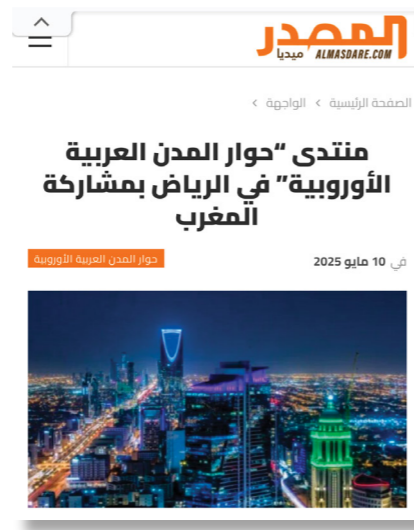 المصدر
ميديا ALMASDARE.COM
الصفحة الرئيسية > الواجهة >
منتدى “حوار المدن العربية
الأوروبية” في الرياض بمشاركة
المغرب
في 10 مايو 2025
حوار المدن العربية الأوروبية